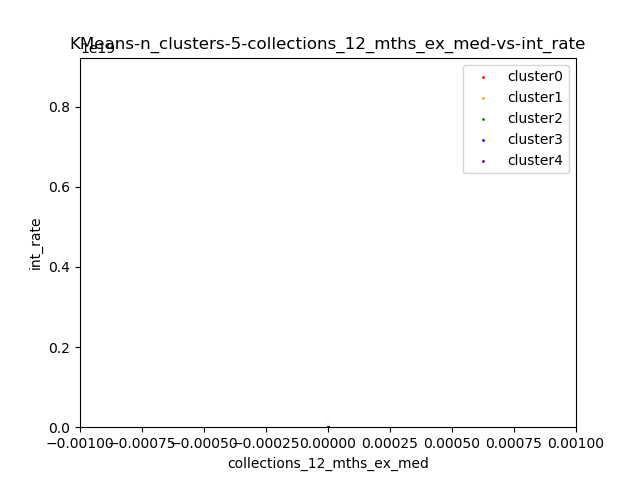 KMeans-n_clusters-5-collections_12_mths_ex_med-vs-int_rate
1e19
cluster0
cluster1
cluster2
cluster3
cluster4
0.8
0.6
0.4
0.2
0.0
int_rate
−0.00100 −0.00075 −0.00050 −0.00025 0.00000 0.00025 0.00050 0.00075 0.00100
collections_12_mths_ex_med